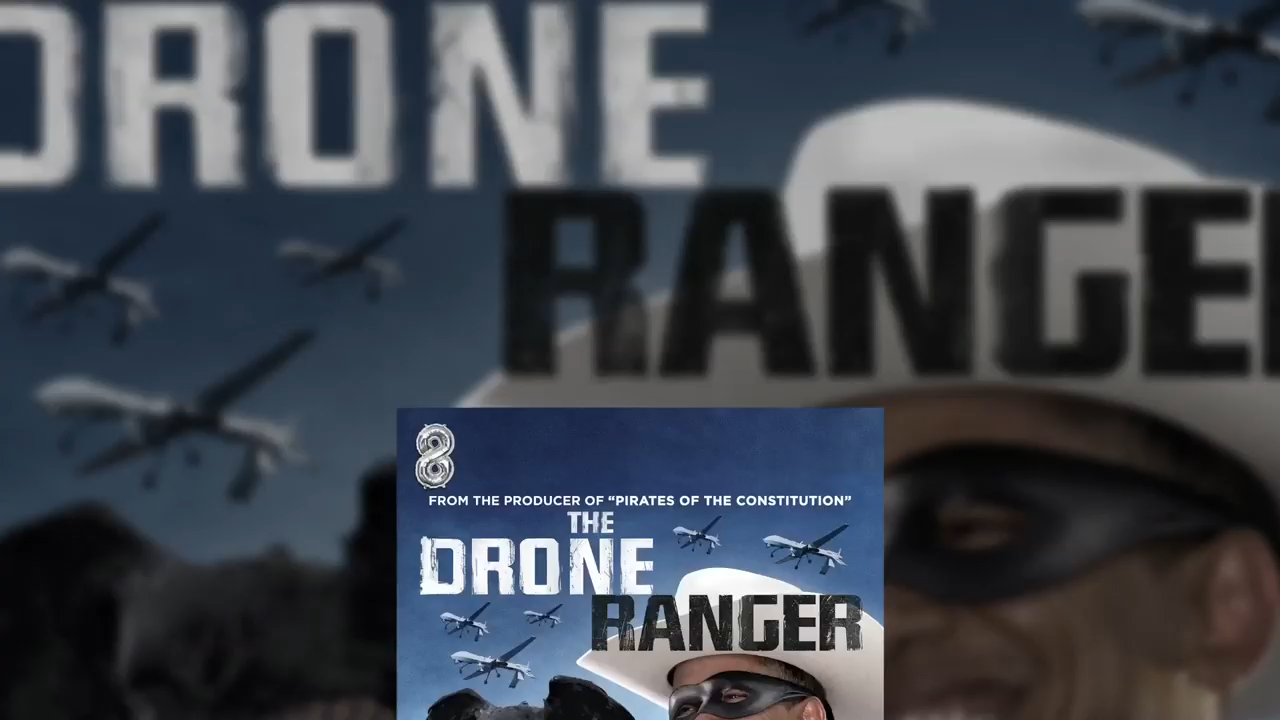 DRONE
RANGER
8
FROM THE PRODUCER OF “PIRATES OF THE CONSTITUTION”
THE
DRONE
RANGER